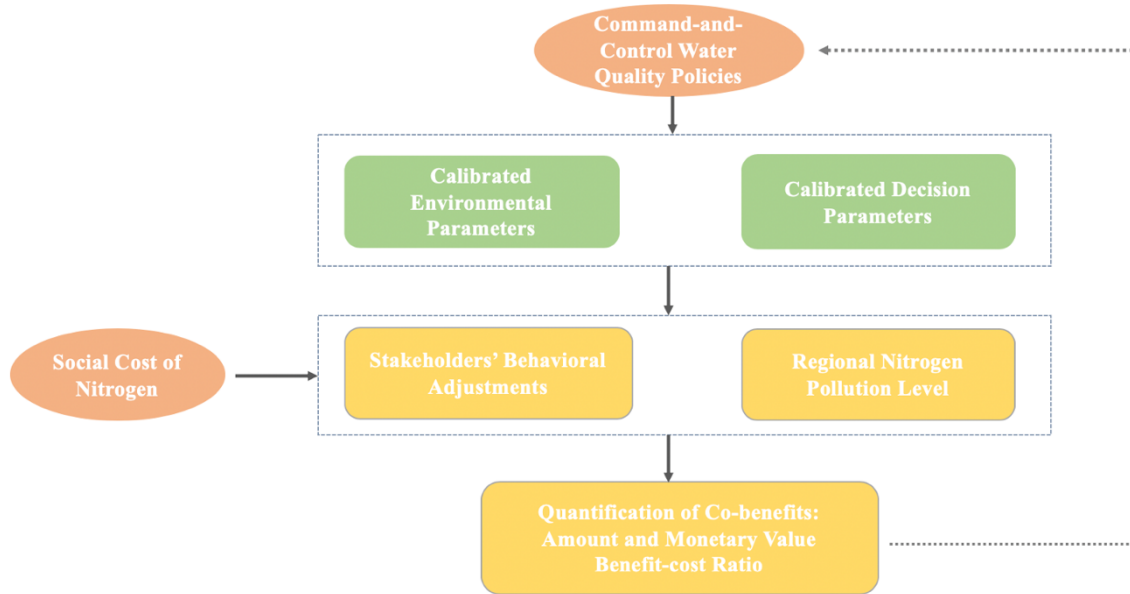 Command-and-
Control Water
Quality Policies
Calibrated
Environmental
Parameters
Calibrated Decision
Parameters
Social Cost of
Nitrogen
Stakeholders’ Behavioral
Adjustments
Regional Nitrogen
Pollution Level
Quantification of Co-benefits:
Amount and Monetary Value
Benefit-cost Ratio